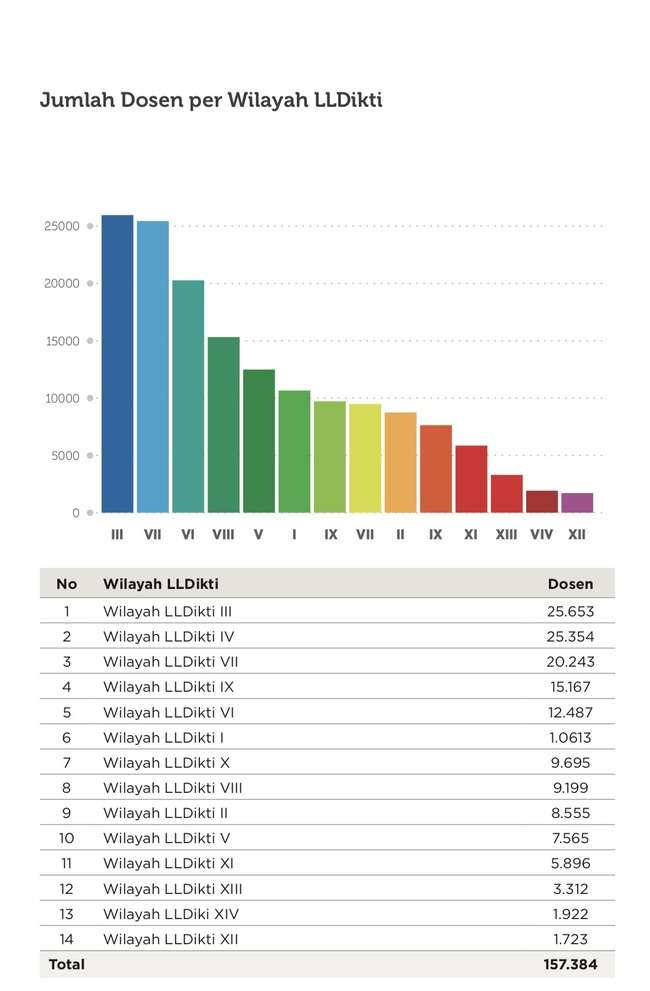 Jumlah Dosen per Wilayah LLDikti
25000
20000
15000
10000
5000
0
III VII VI VIII V I IX VII II IX XI XIII VIV XII
No Wilayah LLDikti Dosen
1 Wilayah LLDikti III 25.653
2 Wilayah LLDikti IV 25.354
3 Wilayah LLDikti VII 20.243
4 Wilayah LLDikti IX 15.167
5 Wilayah LLDikti VI 12.487
6 Wilayah LLDikti I 1.0613
7 Wilayah LLDikti X 9.695
8 Wilayah LLDikti VIII 9.199
9 Wilayah LLDikti II 8.555
10 Wilayah LLDikti V 7.565
11 Wilayah LLDikti XI 5.896
12 Wilayah LLDikti XIII 3.312
13 Wilayah LLDiki XIV 1.922
14 Wilayah LLDikti XII 1.723
Total 157.384